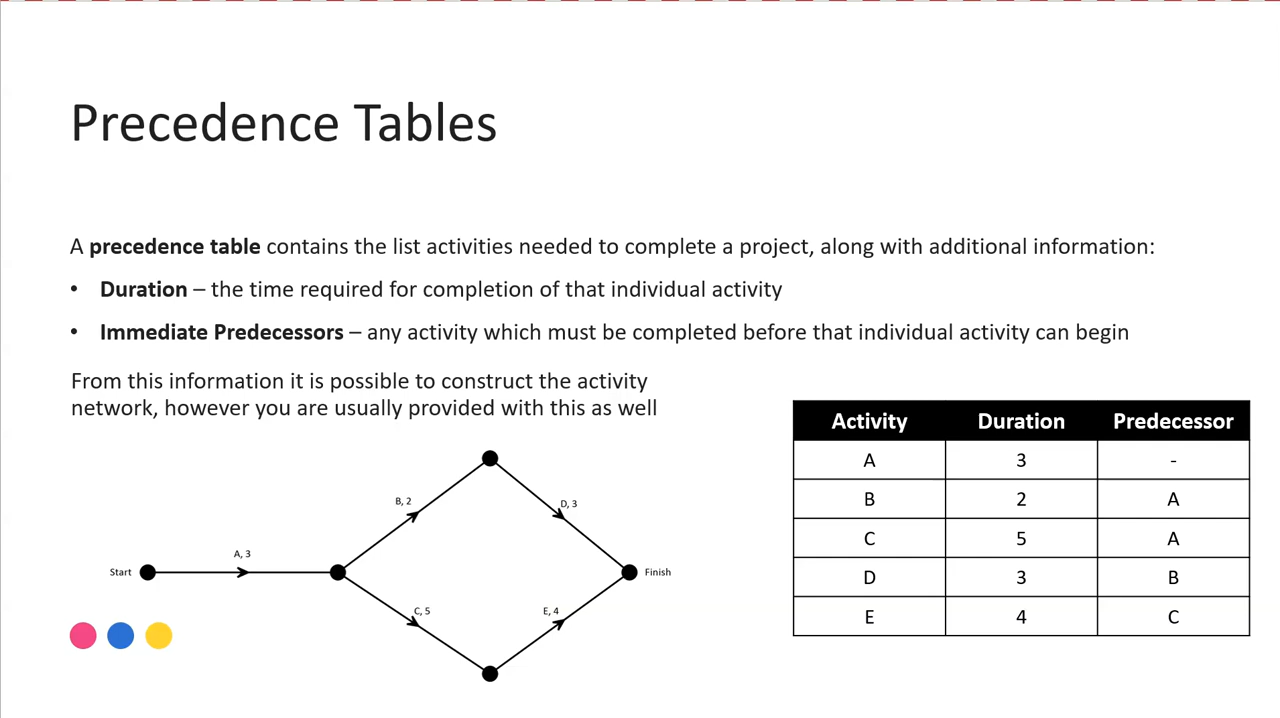 Precedence Tables
A precedence table contains the list activities needed to complete a project, along with additional information:
• Duration – the time required for completion of that individual activity
• Immediate Predecessors – any activity which must be completed before that individual activity can begin
From this information it is possible to construct the activity
network, however you are usually provided with this as well
B, 2
D, 3
A, 3
Start
Finish
C, 5
E, 4
Activity Duration Predecessor
A 3 -
B 2 A
C 5 A
D 3 B
E 4 C